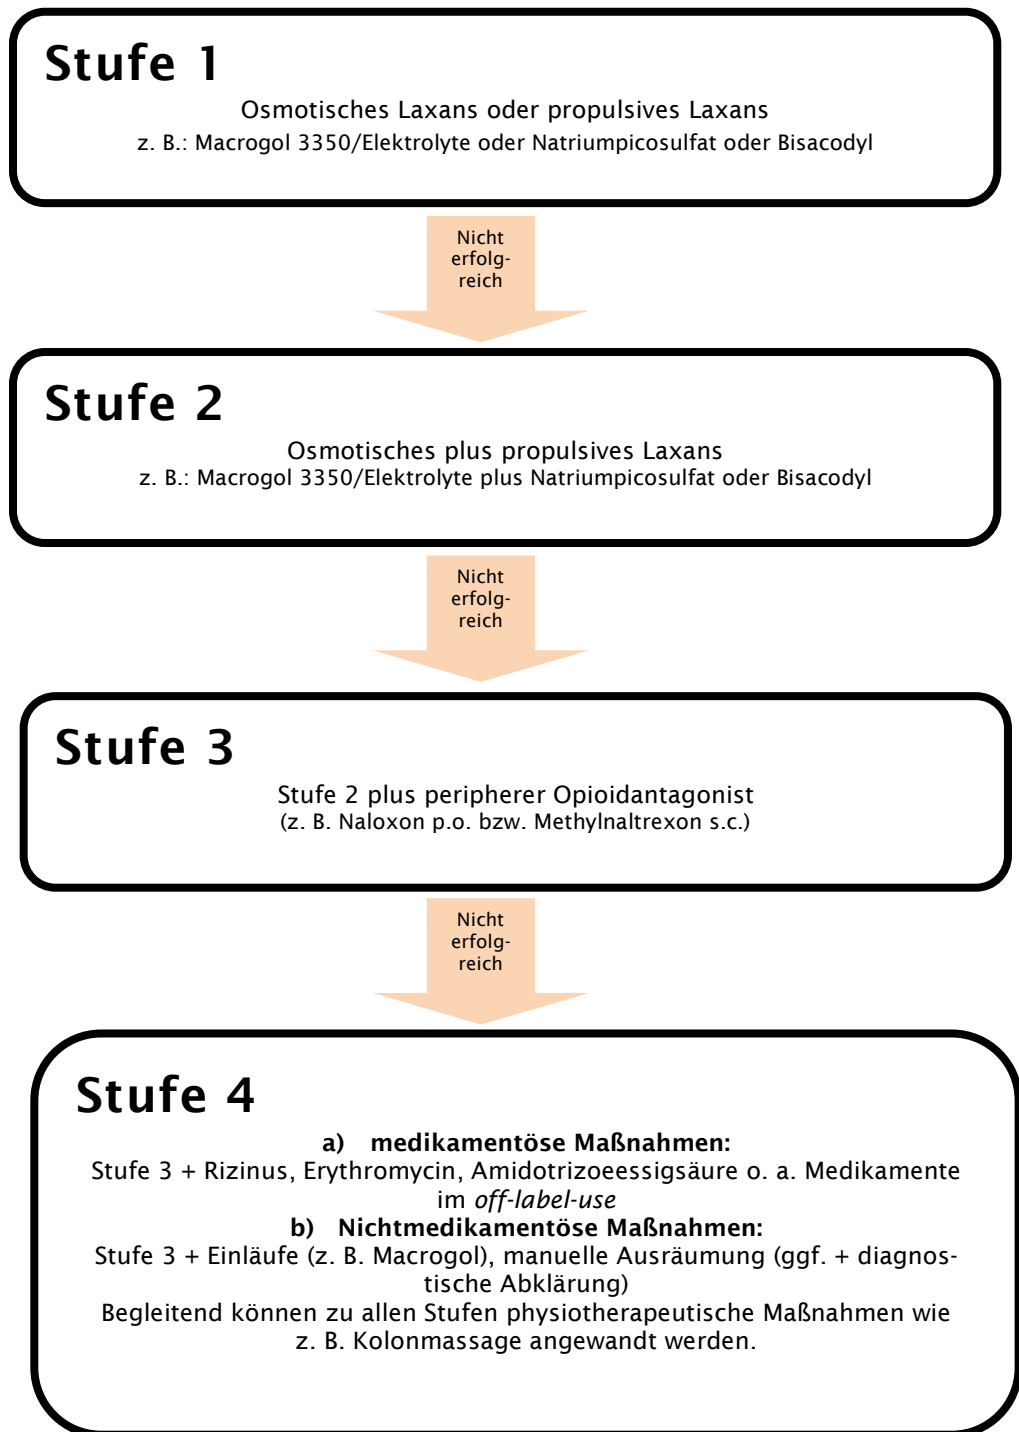 Stufe 1
Osmotisches Laxans oder propulsives Laxans
z. B.: Macrogol 3350/Elektrolyte oder Natriumpicosulfat oder Bisacodyl
Nicht
erfolg-
reich
Stufe 2
Osmotisches plus propulsives Laxans
z. B.: Macrogol 3350/Elektrolyte plus Natriumpicosulfat oder Bisacodyl
Nicht
erfolg-
reich
Stufe 3
Stufe 2 plus peripherer Opioidantagonist
(z. B. Naloxon p.o. bzw. Methylnaltrexon s.c.)
Nicht
erfolg-
reich
Stufe 4
a) medikamentöse Maßnahmen:
Stufe 3 + Rizinus, Erythromycin, Amidotrizoeessigsäure o. a. Medikamente
im off-label-use
b) Nichtmedikamentöse Maßnahmen:
Stufe 3 + Einläufe (z. B. Macrogol), manuelle Ausräumung (ggf. + diagnos-
tische Abklärung)
Begleitend können zu allen Stufen physiotherapeutische Maßnahmen wie
z. B. Kolonmassage angewandt werden.